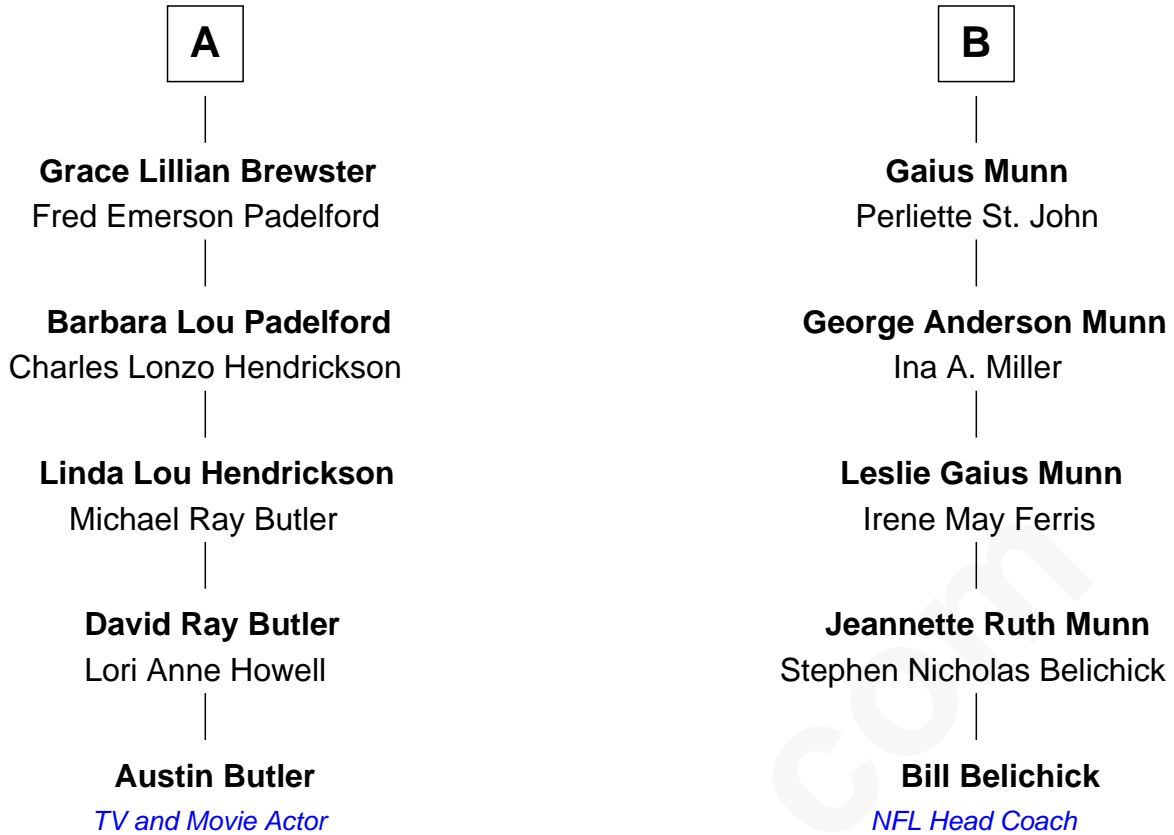 A
Grace Lillian Brewster
Fred Emerson Padelford
Barbara Lou Padelford
Charles Lonzo Hendrickson
Linda Lou Hendrickson
Michael Ray Butler
David Ray Butler
Lori Anne Howell
Austin Butler
TV and Movie Actor
B
Gaius Munn
Perliette St. John
George Anderson Munn
Ina A. Miller
Leslie Gaius Munn
Irene May Ferris
Jeannette Ruth Munn
Stephen Nicholas Belichick
Bill Belichick
NFL Head Coach
com